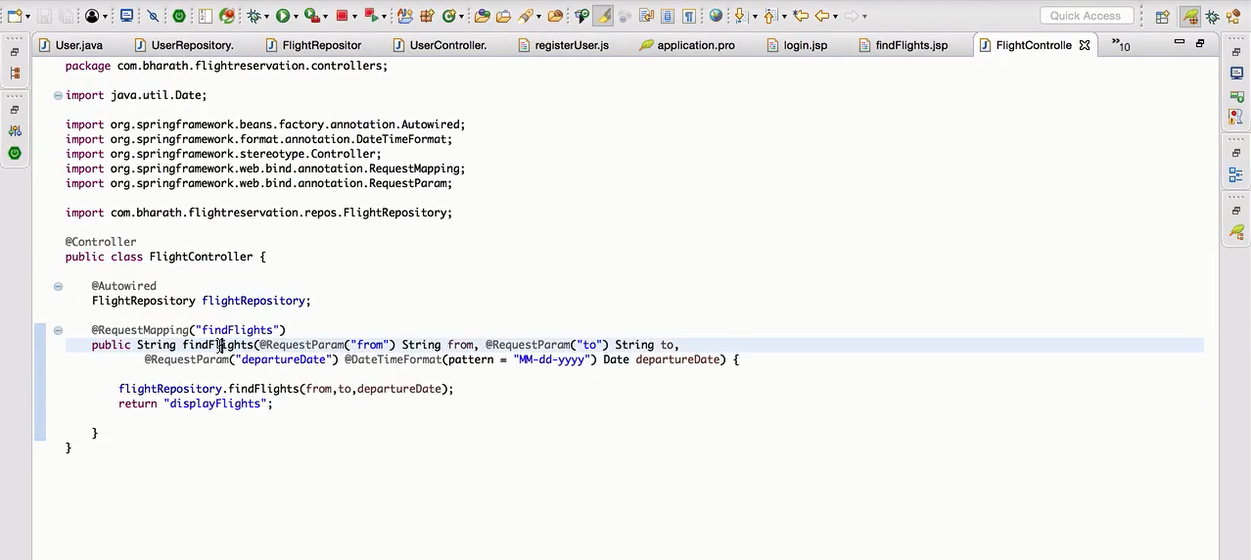 Quick Access
User.java
UserRepository.
FlightRepositor
UserController.
registerUser.js
application.pro
login.jsp
findFlights.jsp
FlightControlle
»10
package com.bharath.flightreservation.controllers;
import java.util.Date;
import org.springframework.beans.factory.annotation.Autowired;
import org.springframework.format.annotation.DateTimeFormat;
import org.springframework.stereotype.Controller;
import org.springframework.web.bind.annotation.RequestMapping;
import org.springframework.web.bind.annotation.RequestParam;
import com.bharath.flightreservation.repos.FlightRepository;
@Controller
public class FlightController {
@Autowired
FlightRepository flightRepository;
@RequestMapping("findFlights")
public String findFlights(@RequestParam("from") String from, @RequestParam("to") String to,
@RequestParam("departureDate") @DateTimeFormat(pattern = "MM-dd-yyyy") Date departureDate) {
flightRepository.findFlights(from,to,departureDate);
return "displayFlights";
}
}